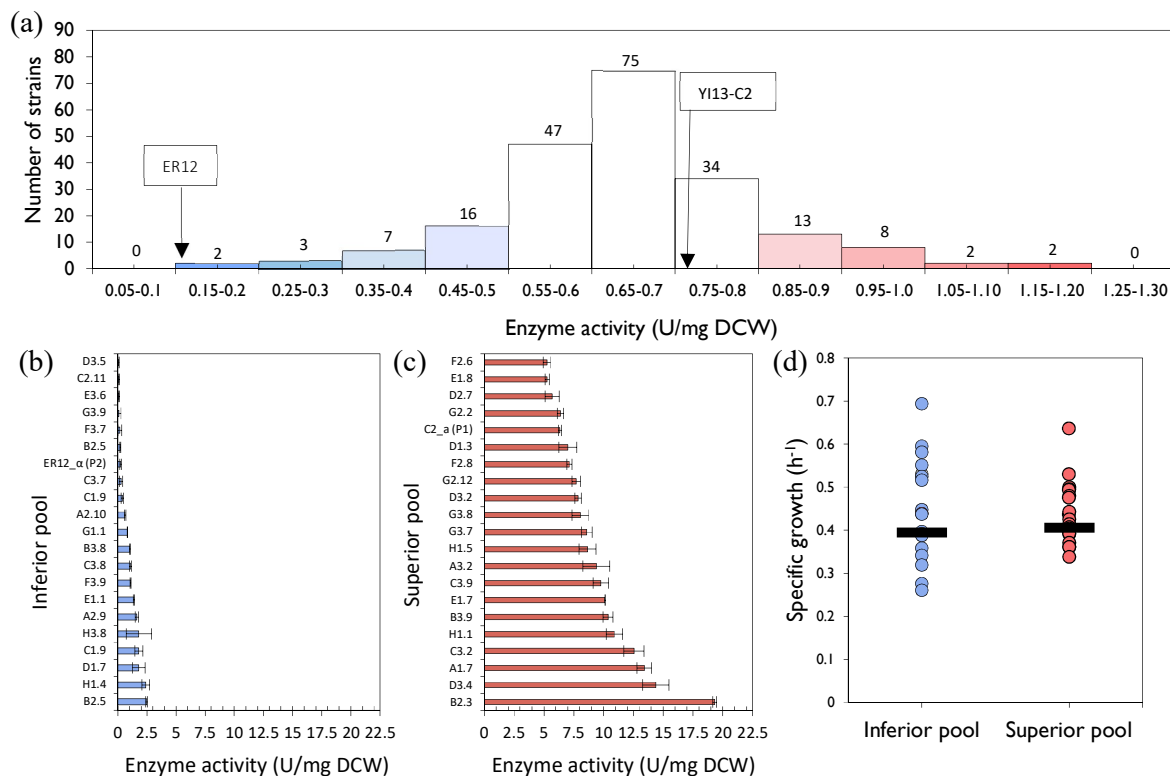 (a)
Number of strains
90
80
70
60
50
40
30
20
10
0
ER12
YI13-C2
0
2
3
7
16
47
75
34
13
8
2
2
0
0.05-0.1
0.15-0.2
0.25-0.3
0.35-0.4
0.45-0.5
0.55-0.6
0.65-0.7
0.75-0.8
0.85-0.9
0.95-1.0
1.05-1.10
1.15-1.20
1.25-1.30
Enzyme activity (U/mg DCW)
(b)
Inferior pool
D3.5
C2.11
E3.6
G3.9
F3.7
B2.5
ER12_α (P2)
C3.7
C1.9
A2.10
G1.1
B3.8
C3.8
F3.9
E1.1
A2.9
H3.8
C1.9
D1.7
H1.4
B2.5
0 2.5 5 7.5 10 12.5 15 17.5 20 22.5
Enzyme activity (U/mg DCW)
(c)
Superior pool
F2.6
E1.8
D2.7
G2.2
C2_a (P1)
D1.3
F2.8
G2.12
D3.2
G3.8
G3.7
H1.5
A3.2
C3.9
E1.7
B3.9
H1.1
C3.2
A1.7
D3.4
B2.3
0 2.5 5 7.5 10 12.5 15 17.5 20 22.5
Enzyme activity (U/mg DCW)
(d)
Specific growth (h⁻¹)
0.8
0.7
0.6
0.5
0.4
0.3
0.2
0.1
0
Inferior pool Superior pool